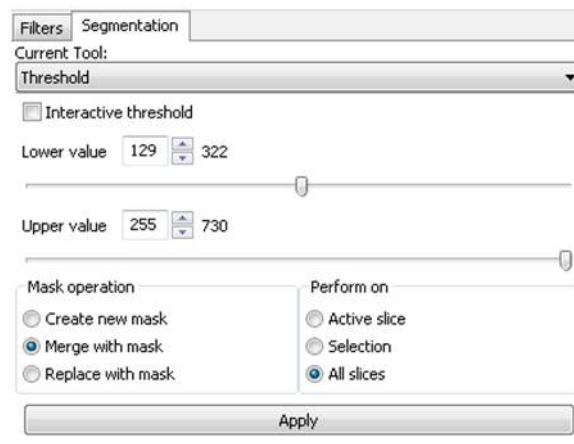 Filters Segmentation
Current Tool:
Threshold
Interactive threshold
Lower value 129 322
Upper value 255 730
Mask operation Perform on
Create new mask Active slice
Merge with mask Selection
Replace with mask All slices
Apply